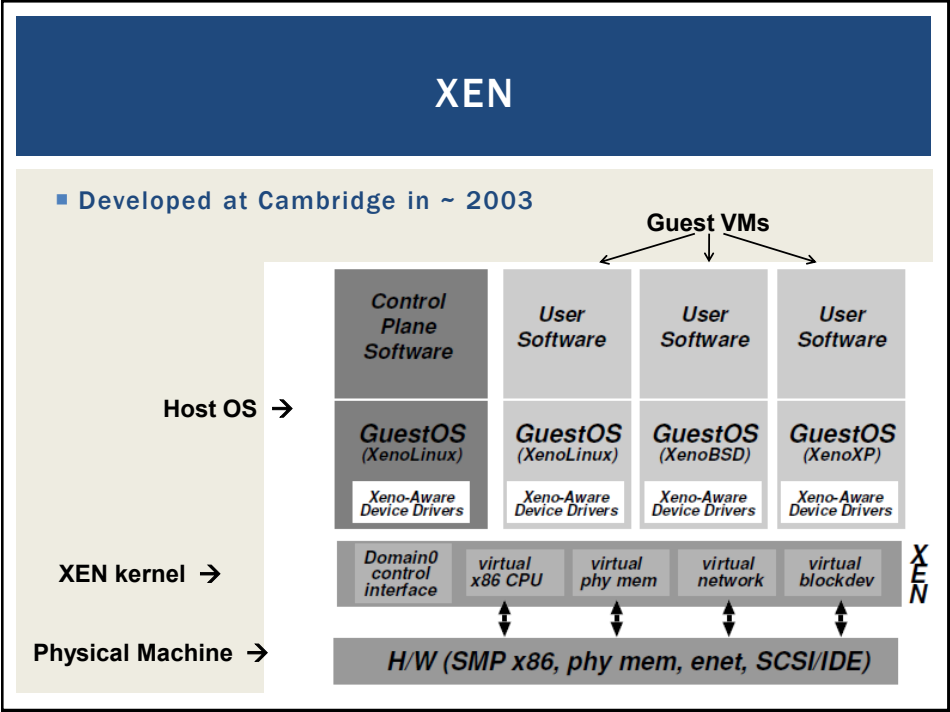 XEN
▪ Developed at Cambridge in ~ 2003
Guest VMs
Control
Plane
Software
User
Software
User
Software
User
Software
Host OS →
GuestOS
(XenoLinux)
Xeno-Aware
Device Drivers
GuestOS
(XenoLinux)
Xeno-Aware
Device Drivers
GuestOS
(XenoBSD)
Xeno-Aware
Device Drivers
GuestOS
(XenoXP)
Xeno-Aware
Device Drivers
XEN kernel →
Domain0
control
interface
virtual
x86 CPU
virtual
phy mem
virtual
network
virtual
blockdev
XEN
Physical Machine →
H/W (SMP x86, phy mem, enet, SCSI/IDE)